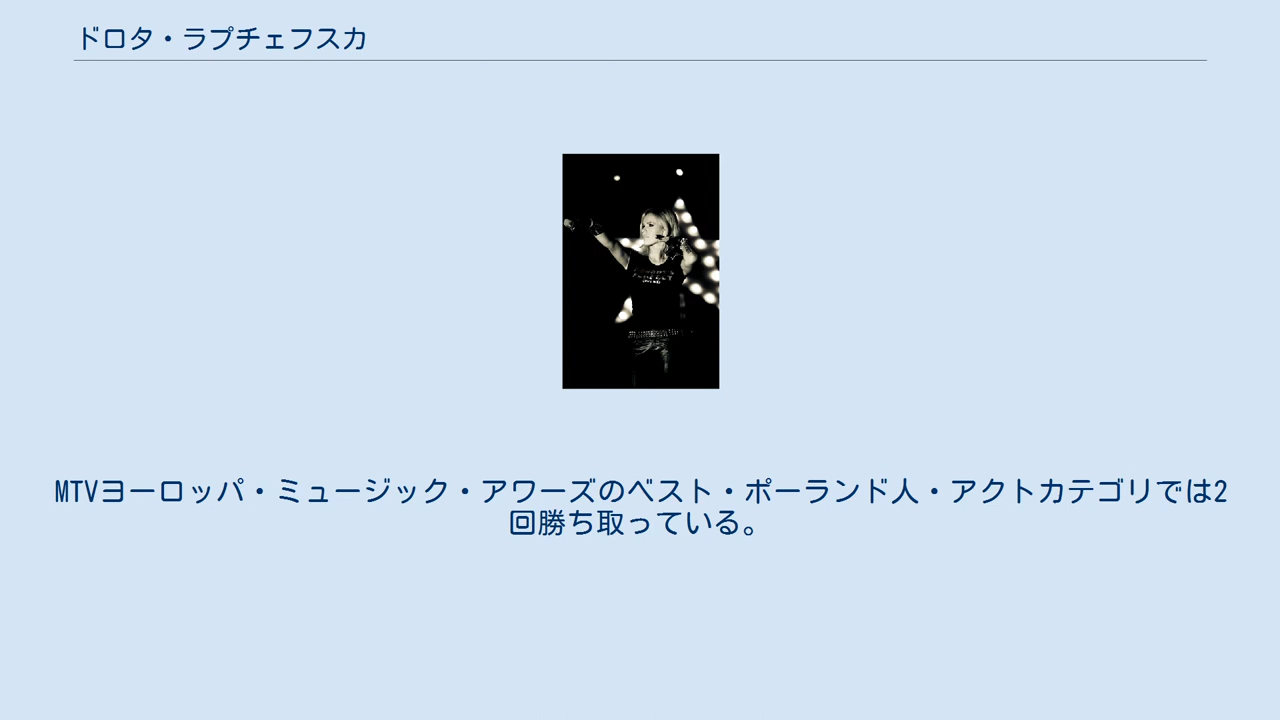 ドロタ・ラプチェフスカ
MTVヨーロッパ・ミュージック・アワーズのベスト・ポーランド人・アクトカテゴリでは2
回勝ち取っている。